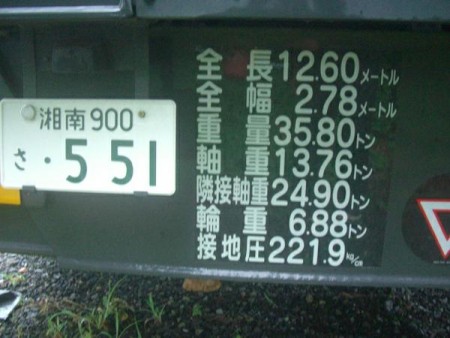 湘南900
さ・551
全長12.60メートル
全幅 2.78メートル
重量35.80トン
軸重13.76トン
隣接軸重24.90トン
輪重 6.88トン
接地圧221.9kg/cm